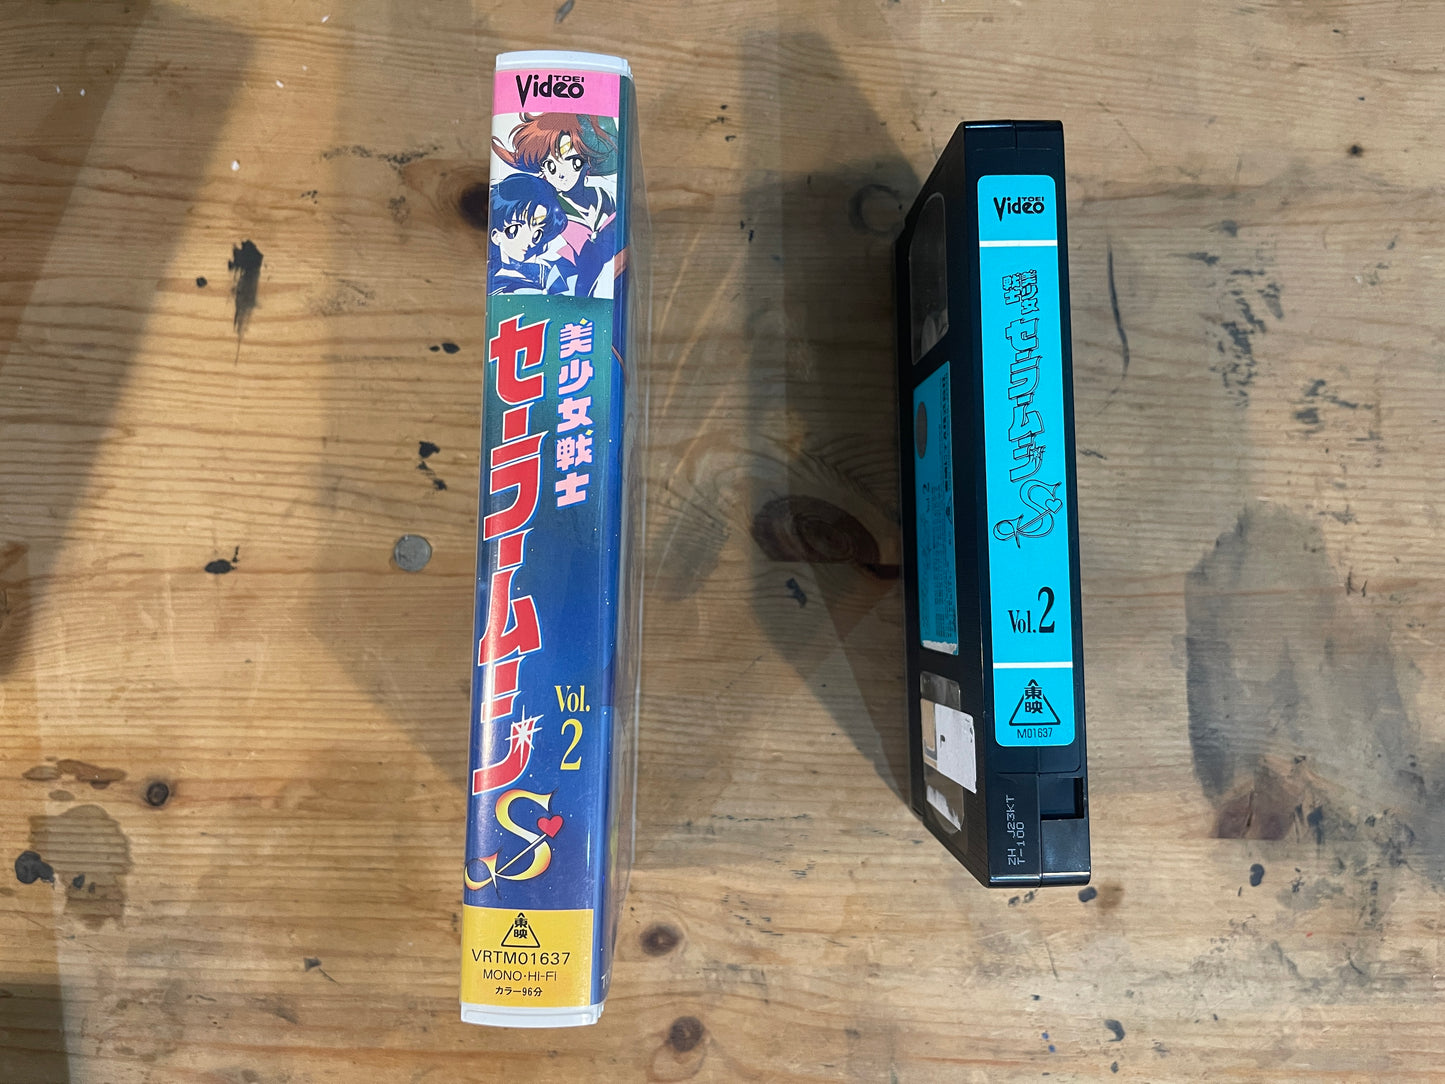 TOEI
Video
美少女戦士
セーラームーン
S
Vol.
2
東映
VRTM01637
MONO·HI-FI
カラー96分
TOEI
Video
美少女
戦士
セーラームーン
S
Vol.2
東映
M01637
ZH J23KT
T-100
Vol. 2